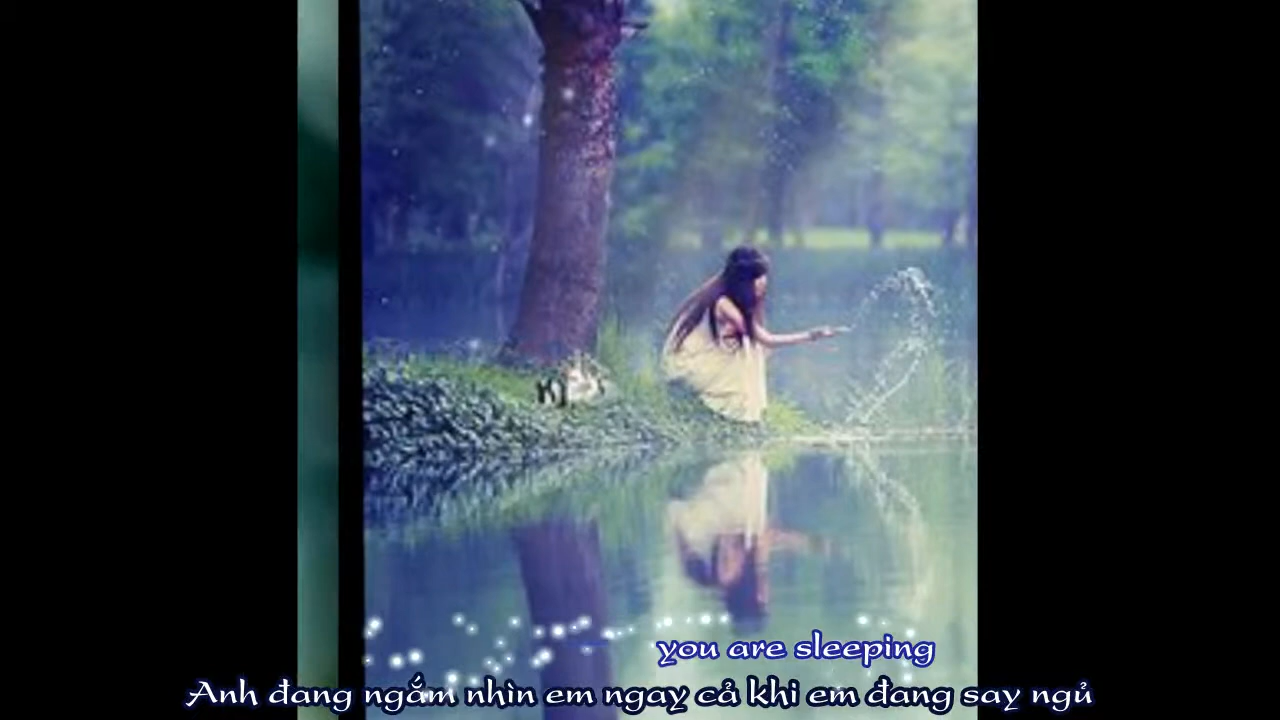 you are sleeping
Anh đang ngắm nhìn em ngay cả khi em đang say ngủ